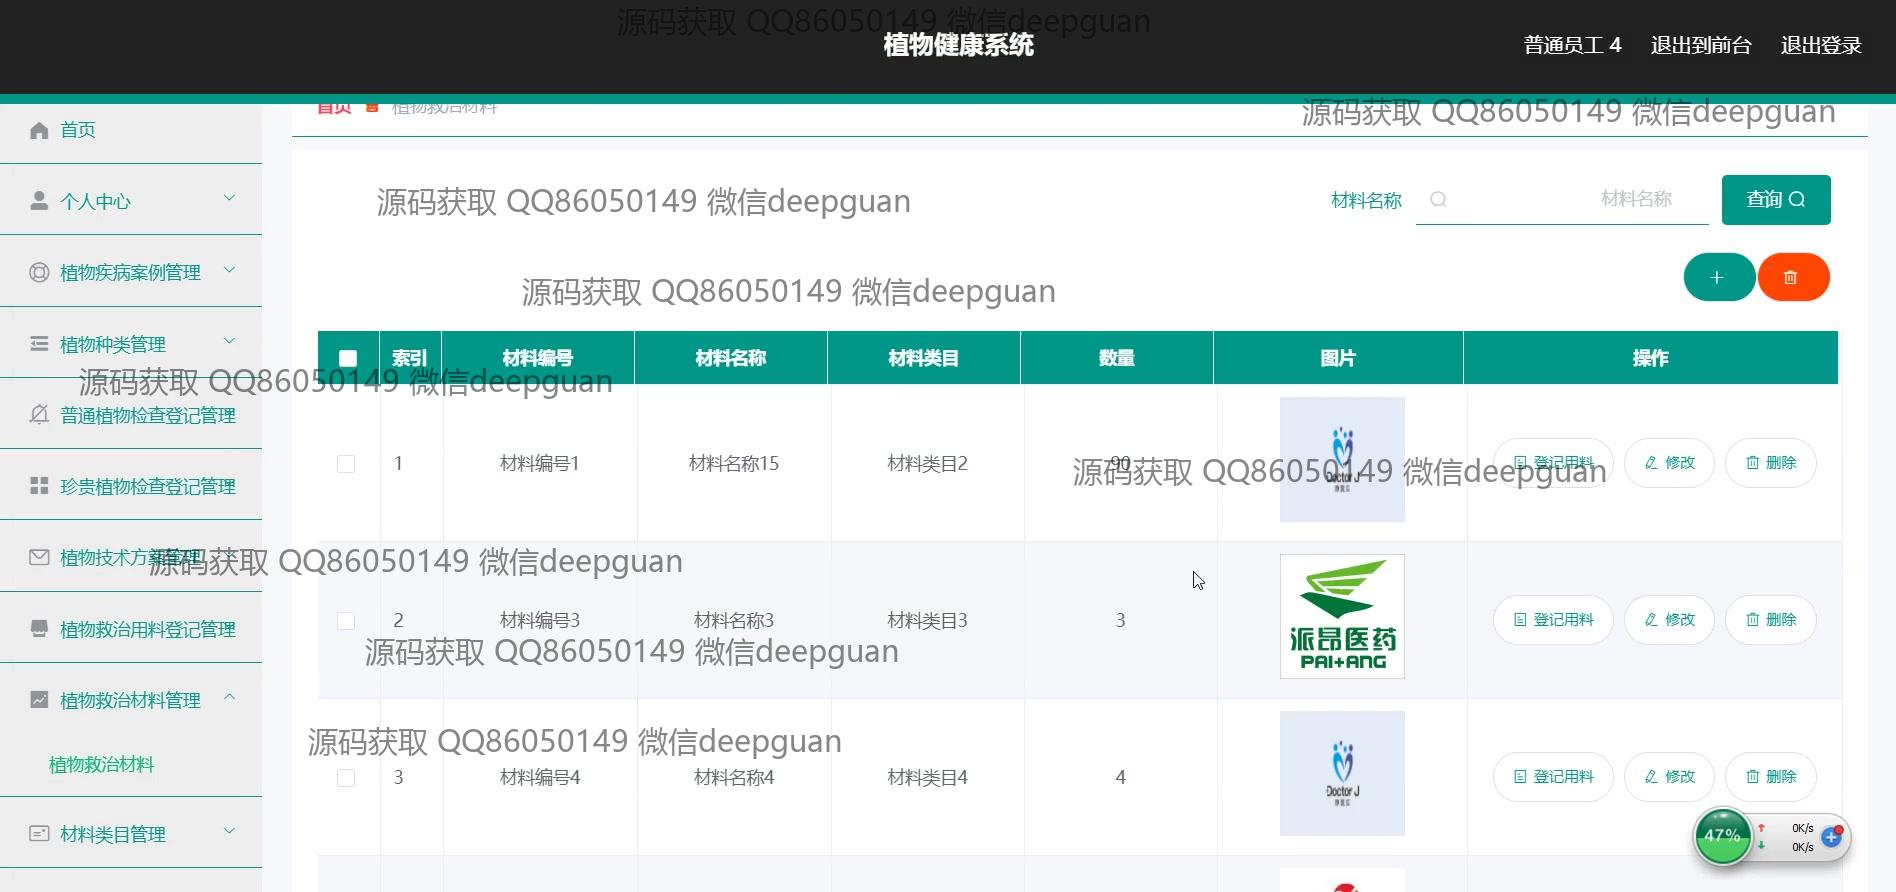 源码获取 QQ86050149 微信deepguan
植物健康系统
普通员工 4 退出到前台 退出登录
首页 植物救治材料
源码获取 QQ86050149 微信deepguan
首页
个人中心
植物疾病案例管理
植物种类管理
普通植物检查登记管理
珍贵植物检查登记管理
植物技术方案管理
植物救治用料登记管理
植物救治材料管理
植物救治材料
材料类目管理
源码获取 QQ86050149 微信deepguan
材料名称 材料名称 查询
源码获取 QQ86050149 微信deepguan
索引 材料编号 材料名称 材料类目 数量 图片 操作
源码获取 QQ86050149 微信deepguan
1 材料编号1 材料名称15 材料类目2 90 登记用料 修改 删除
Doctor J
源码获取 QQ86050149 微信deepguan
源码获取 QQ86050149 微信deepguan
2 材料编号3 材料名称3 材料类目3 3 登记用料 修改 删除
派昂医药
PAI+ANG
源码获取 QQ86050149 微信deepguan
源码获取 QQ86050149 微信deepguan
3 材料编号4 材料名称4 材料类目4 4 登记用料 修改 删除
Doctor J
47% 0K/s
0K/s